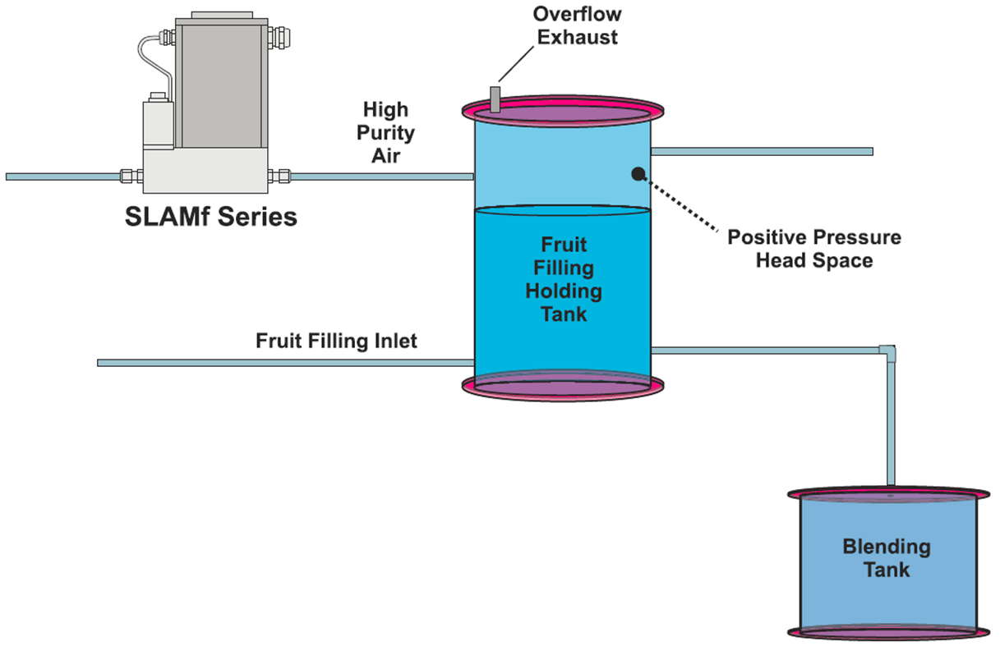 Overflow
Exhaust
High
Purity
Air
SLAMf Series
Positive Pressure
Head Space
Fruit
Filling
Holding
Tank
Fruit Filling Inlet
Blending
Tank